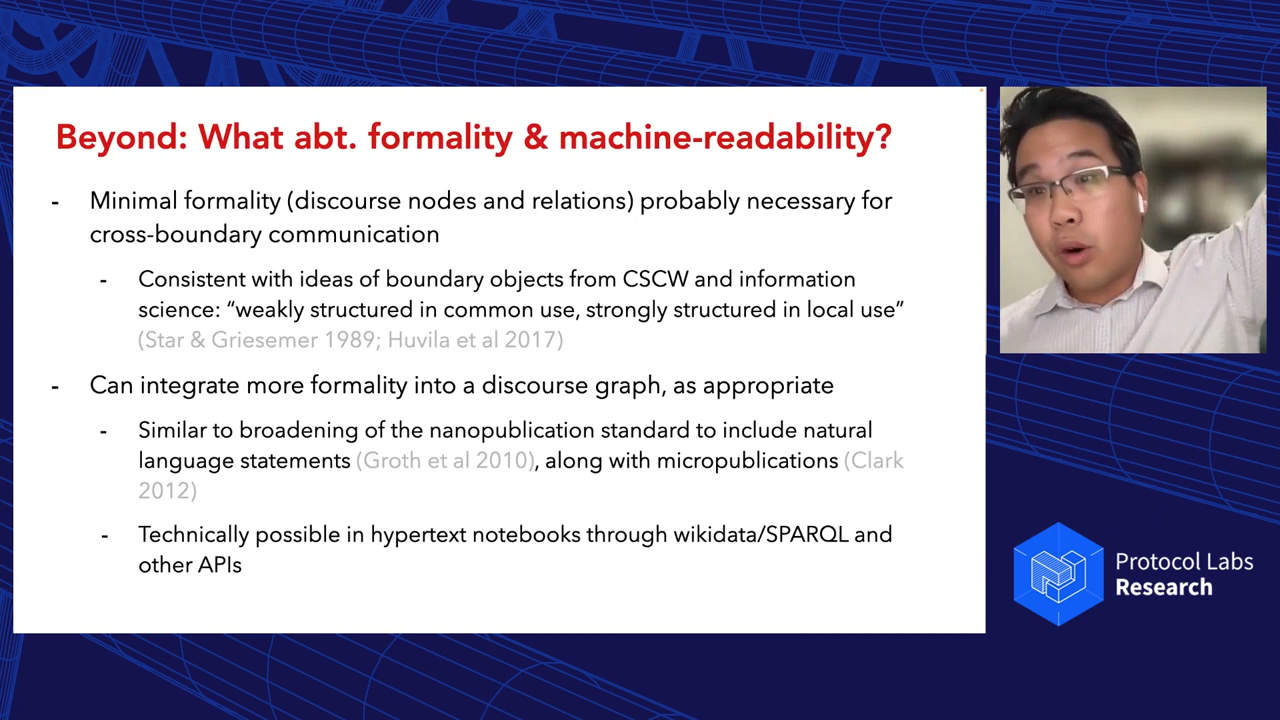 Beyond: What abt. formality & machine-readability?
- Minimal formality (discourse nodes and relations) probably necessary for
cross-boundary communication
- Consistent with ideas of boundary objects from CSCW and information
science: “weakly structured in common use, strongly structured in local use”
(Star & Griesemer 1989; Huvila et al 2017)
- Can integrate more formality into a discourse graph, as appropriate
- Similar to broadening of the nanopublication standard to include natural
language statements (Groth et al 2010), along with micropublications (Clark
2012)
- Technically possible in hypertext notebooks through wikidata/SPARQL and
other APIs
Protocol Labs
Research